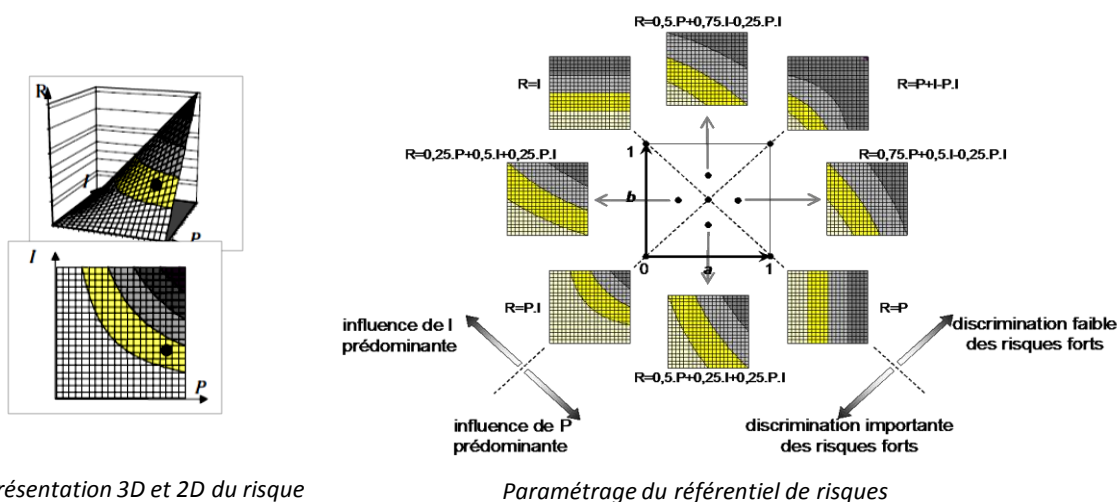 R
I
P
I
P
R=0,5.P+0,75.I-0,25.P.I
R=I
R=P+I-P.I
R=0,25.P+0,5.I+0,25.P.I
1
R=0,75.P+0,5.I-0,25.P.I
b
0
a
1
R=P.I
R=P
R=0,5.P+0,25.I+0,25.P.I
influence de I
prédominante
influence de P
prédominante
discrimination faible
des risques forts
discrimination importante
des risques forts
résentation 3D et 2D du risque
Paramétrage du référentiel de risques